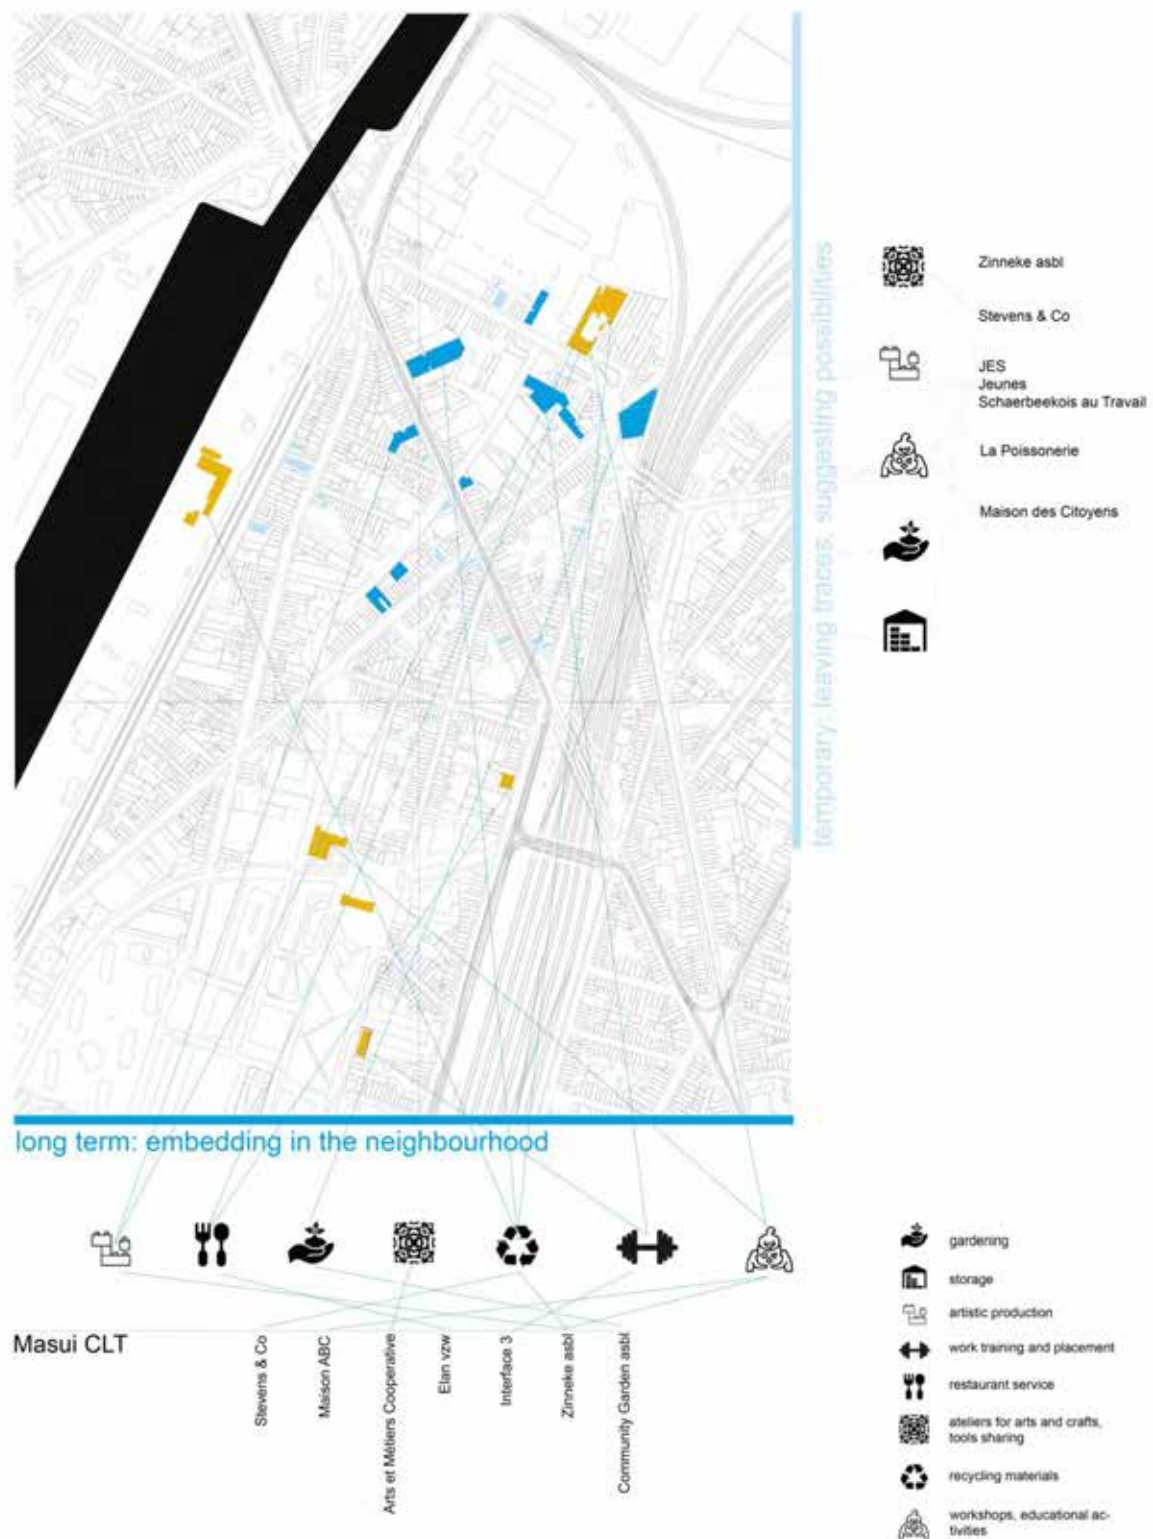 Zinneke asbl
Stevens & Co
JES
Jeunes
Schaerbeekois au Travail
La Poissonerie
Maison des Citoyens
temporary: leaving traces, suggesting possibilities
long term: embedding in the neighbourhood
Masui CLT
Stevens & Co
Maison ABC
Arts et Métiers Cooperative
Elan vzw
Interface 3
Zinneke asbl
Community Garden asbl
gardening
storage
artistic production
work training and placement
restaurant service
ateliers for arts and crafts,
tools sharing
recycling materials
workshops, educational ac-
tivities